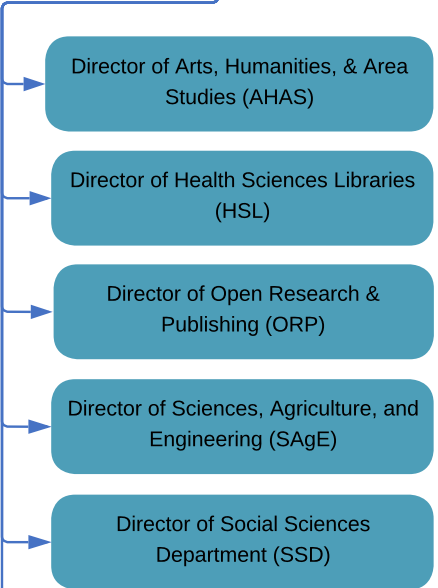 Director of Arts, Humanities, & Area
Studies (AHAS)
Director of Health Sciences Libraries
(HSL)
Director of Open Research &
Publishing (ORP)
Director of Sciences, Agriculture, and
Engineering (SAgE)
Director of Social Sciences
Department (SSD)